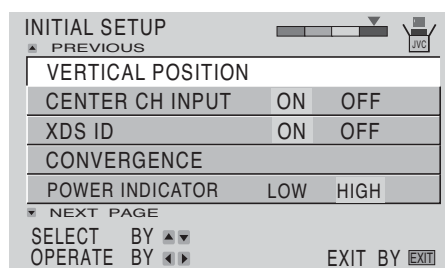 INITIAL SETUP
JVC
PREVIOUS
VERTICAL POSITION
CENTER CH INPUT ON OFF
XDS ID ON OFF
CONVERGENCE
POWER INDICATOR LOW HIGH
NEXT PAGE
SELECT BY
OPERATE BY EXIT BY EXIT